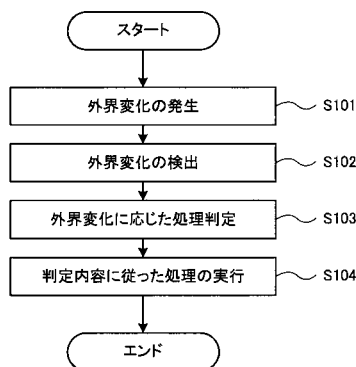 スタート
外界変化の発生 S101
外界変化の検出 S102
外界変化に応じた処理判定 S103
判定内容に従った処理の実行 S104
エンド